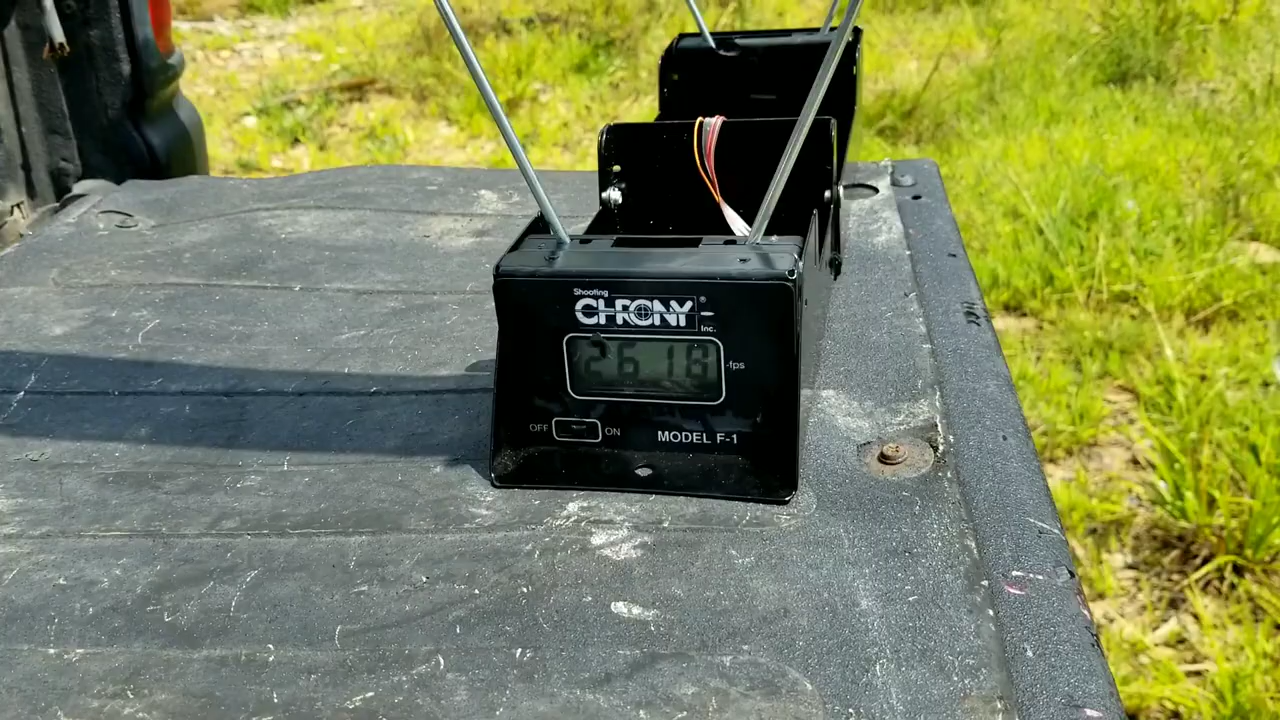 Shooting
CHRONY®
Inc.
2618 -fps
OFF ON
MODEL F-1